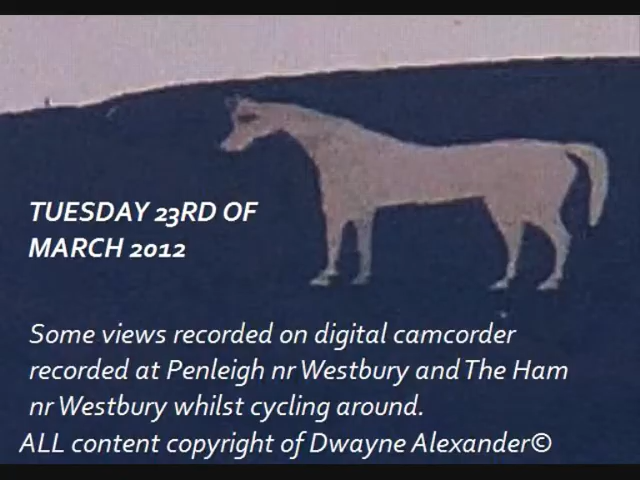 TUESDAY 23RD OF
MARCH 2012
Some views recorded on digital camcorder
recorded at Penleigh nr Westbury and The Ham
nr Westbury whilst cycling around.
ALL content copyright of Dwayne Alexander©